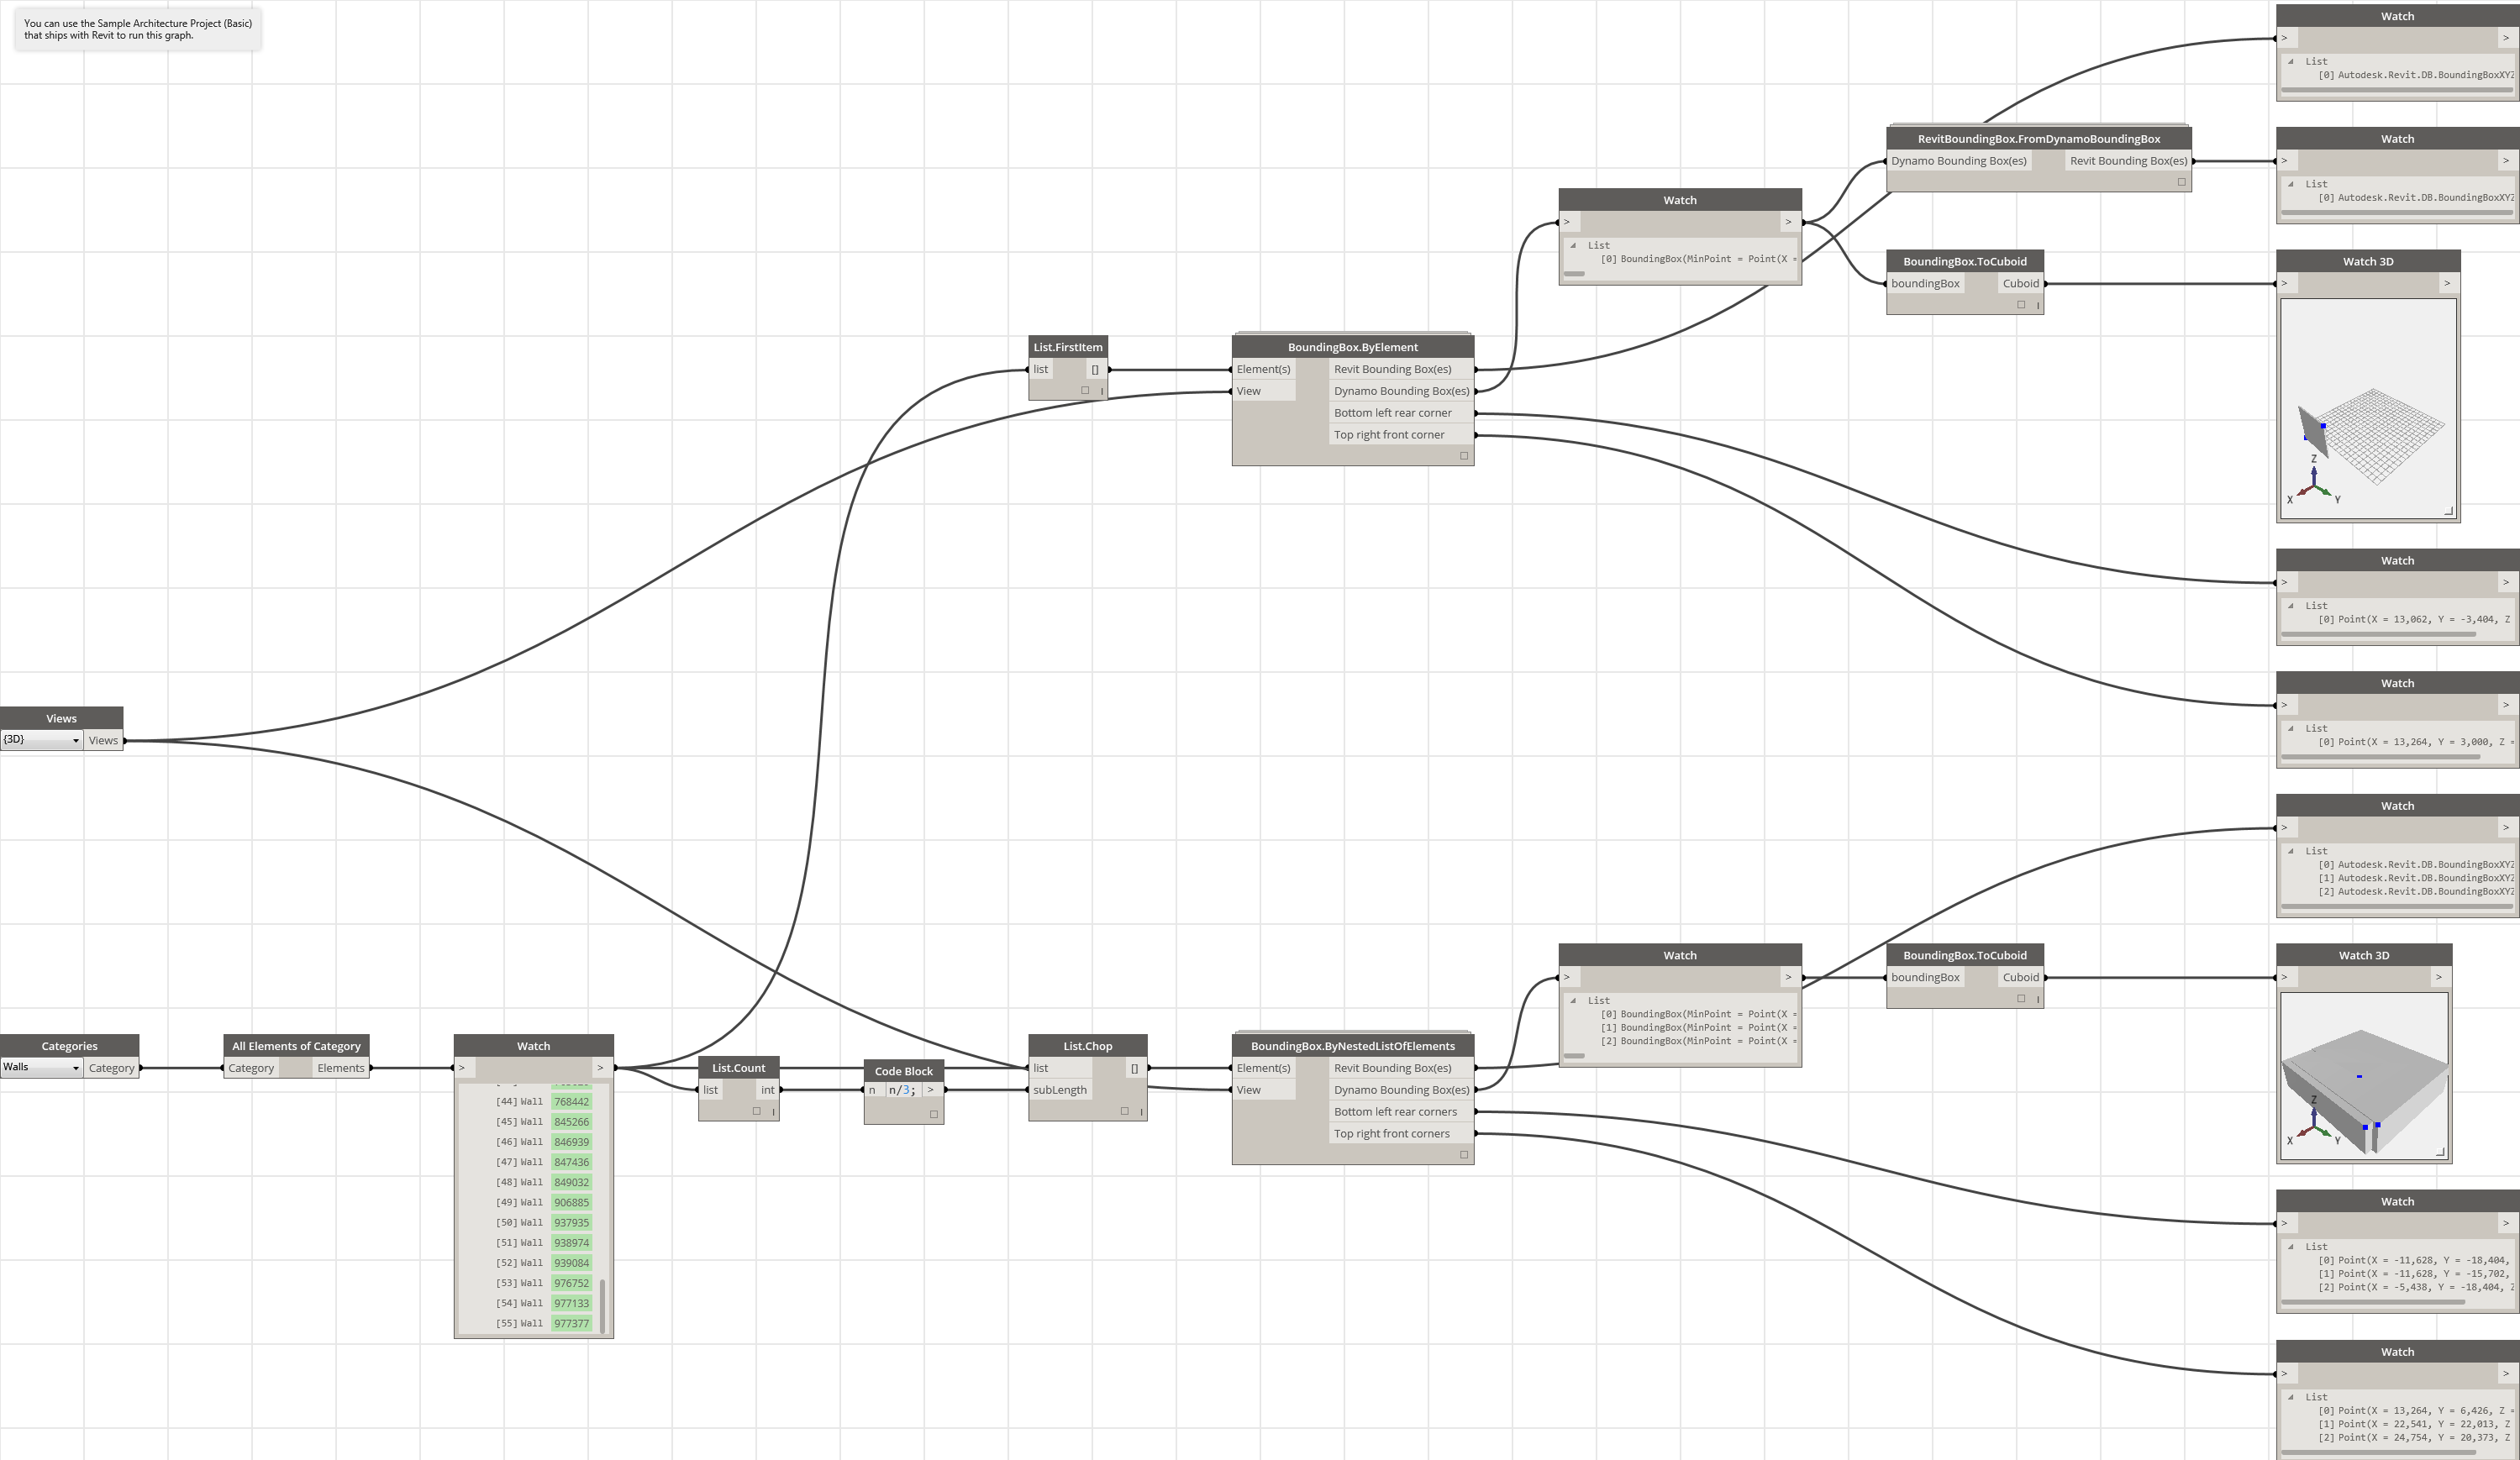 You can use the Sample Architecture Project (Basic)
that ships with Revit to run this graph.
Watch
> >
List
[0] Autodesk.Revit.DB.BoundingBoxXYZ
RevitBoundingBox.FromDynamoBoundingBox
Dynamo Bounding Box(es) Revit Bounding Box(es)
Watch
> >
List
[0] Autodesk.Revit.DB.BoundingBoxXYZ
Watch
> >
List
[0] BoundingBox(MinPoint = Point(X =
BoundingBox.ToCuboid
boundingBox Cuboid
Watch 3D
> >
Z
X Y
List.FirstItem
list []
BoundingBox.ByElement
Element(s) Revit Bounding Box(es)
View Dynamo Bounding Box(es)
Bottom left rear corner
Top right front corner
Watch
> >
List
[0] Point(X = 13,062, Y = -3,404, Z
Watch
> >
List
[0] Point(X = 13,264, Y = 3,000, Z =
Views
{3D} Views
Watch
> >
List
[0] Autodesk.Revit.DB.BoundingBoxXYZ
[1] Autodesk.Revit.DB.BoundingBoxXYZ
[2] Autodesk.Revit.DB.BoundingBoxXYZ
Categories
Walls Category
All Elements of Category
Category Elements
Watch
> >
[44] Wall 768442
[45] Wall 845266
[46] Wall 846939
[47] Wall 847436
[48] Wall 849032
[49] Wall 906885
[50] Wall 937935
[51] Wall 938974
[52] Wall 939084
[53] Wall 976752
[54] Wall 977133
[55] Wall 977377
List.Count
list int
Code Block
n n/3; >
List.Chop
list []
subLength
BoundingBox.ByNestedListOfElements
Element(s) Revit Bounding Box(es)
View Dynamo Bounding Box(es)
Bottom left rear corners
Top right front corners
Watch
> >
List
[0] BoundingBox(MinPoint = Point(X =
[1] BoundingBox(MinPoint = Point(X =
[2] BoundingBox(MinPoint = Point(X =
BoundingBox.ToCuboid
boundingBox Cuboid
Watch 3D
> >
Z
X Y
Watch
> >
List
[0] Point(X = -11,628, Y = -18,404,
[1] Point(X = -11,628, Y = -15,702,
[2] Point(X = -5,438, Y = -18,404, Z
Watch
> >
List
[0] Point(X = 13,264, Y = 6,426, Z =
[1] Point(X = 22,541, Y = 22,013, Z
[2] Point(X = 24,754, Y = 20,373, Z